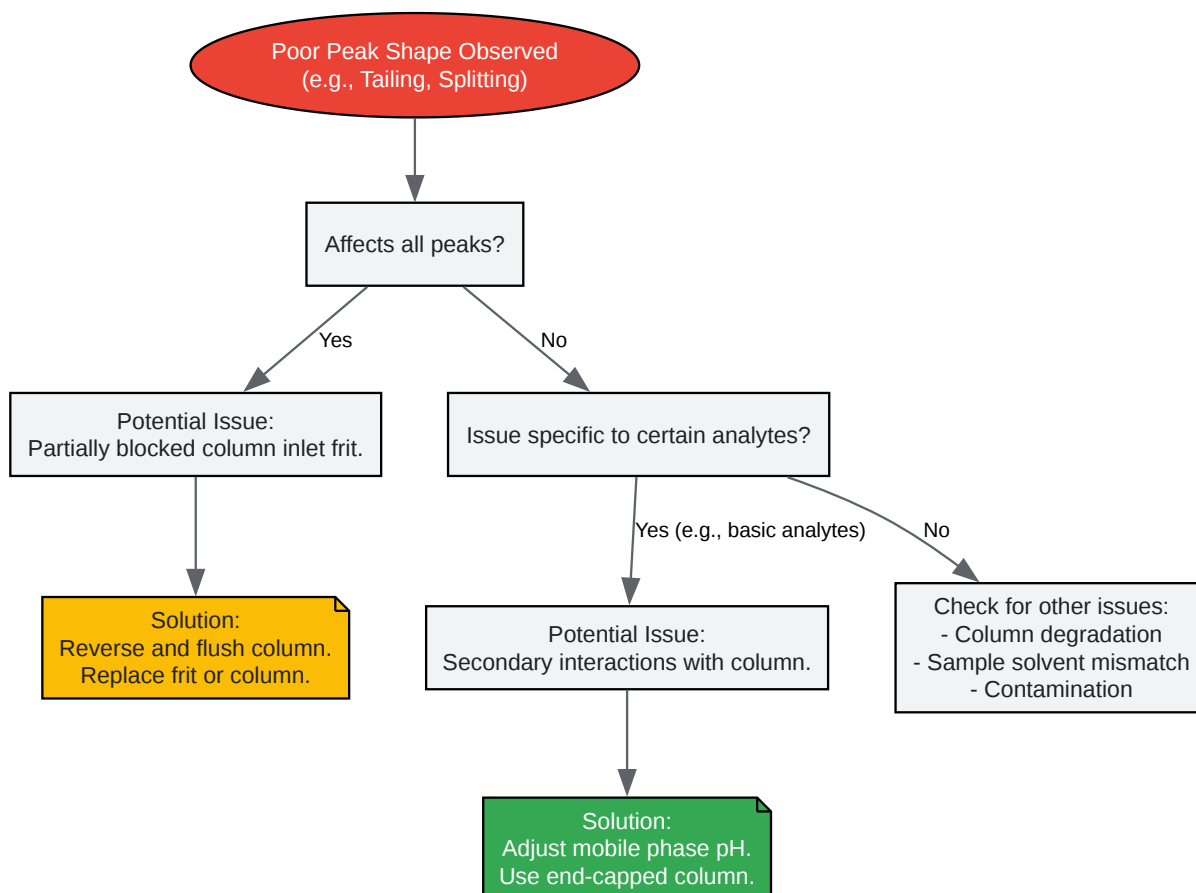 Poor Peak Shape Observed
(e.g., Tailing, Splitting)
Affects all peaks?
Yes
No
Potential Issue:
Partially blocked column inlet frit.
Issue specific to certain analytes?
Yes (e.g., basic analytes)
No
Solution:
Reverse and flush column.
Replace frit or column.
Potential Issue:
Secondary interactions with column.
Check for other issues:
- Column degradation
- Sample solvent mismatch
- Contamination
Solution:
Adjust mobile phase pH.
Use end-capped column.